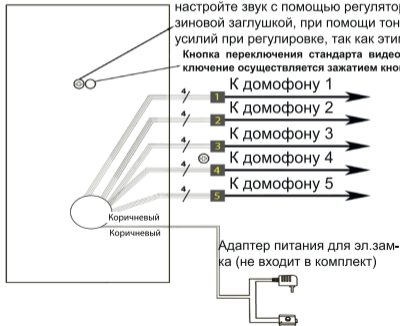 настройте звук с помощью регулятор
зиновой заглушкой, при помощи тон
усилий при регулировке, так как эти
Кнопка переключения стандарта видео
ключение осуществляется зажатием кно
4 1 К домофону 1
4 2 К домофону 2
4 3 К домофону 3
4 4 К домофону 4
4 5 К домофону 5
Коричневый
Коричневый
Адаптер питания для эл.зам-
ка (не входит в комплект)